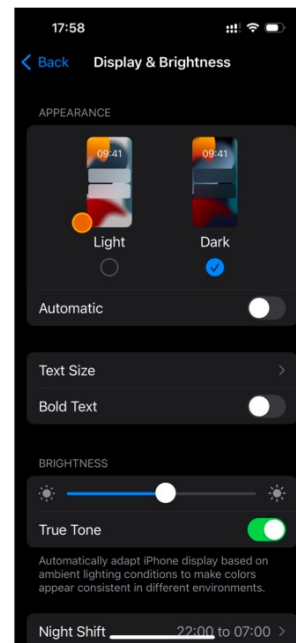 17:58
Back
Display & Brightness
APPEARANCE
09:41
09:41
Light
Dark
Automatic
Text Size
Bold Text
BRIGHTNESS
True Tone
Automatically adapt iPhone display based on
ambient lighting conditions to make colors
appear consistent in different environments.
Night Shift
22:00 to 07:00